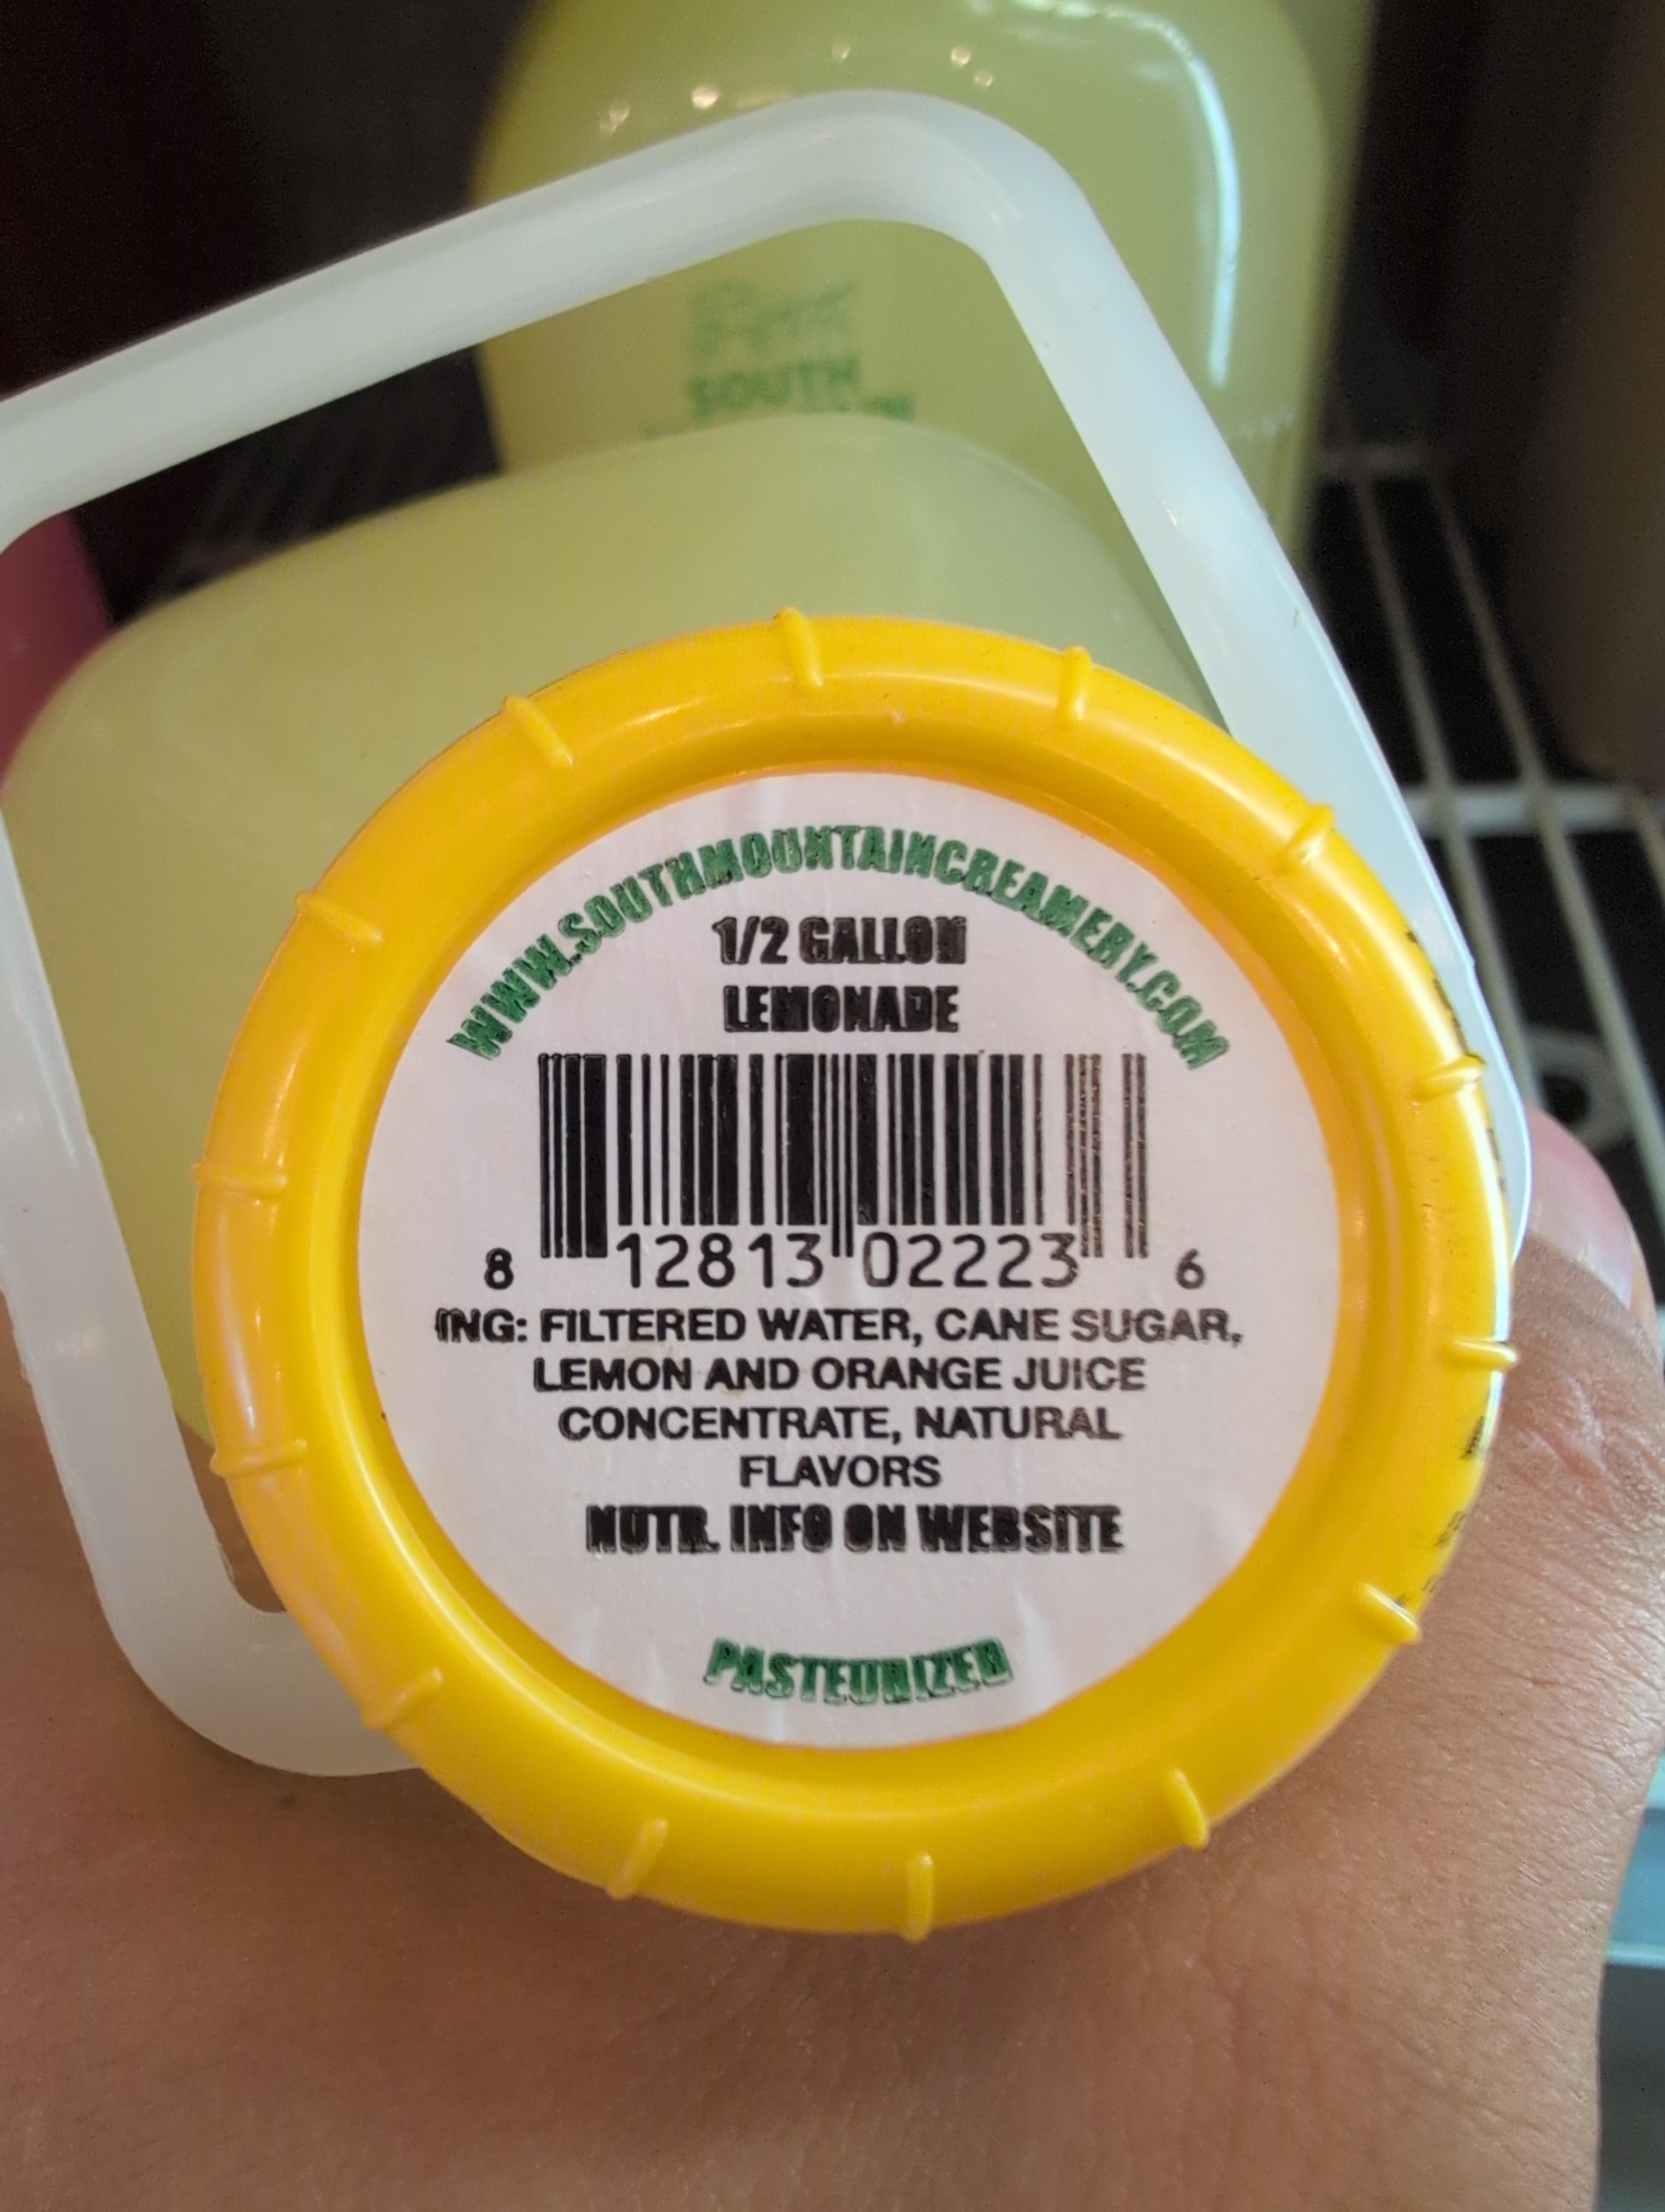 SOUTH
WWW.SOUTHMOUNTAINCREAMERY.COM
1/2 GALLON
LEMONADE
8 12813 02223 6
ING: FILTERED WATER, CANE SUGAR,
LEMON AND ORANGE JUICE
CONCENTRATE, NATURAL
FLAVORS
NUTR. INFO ON WEBSITE
PASTEURIZED